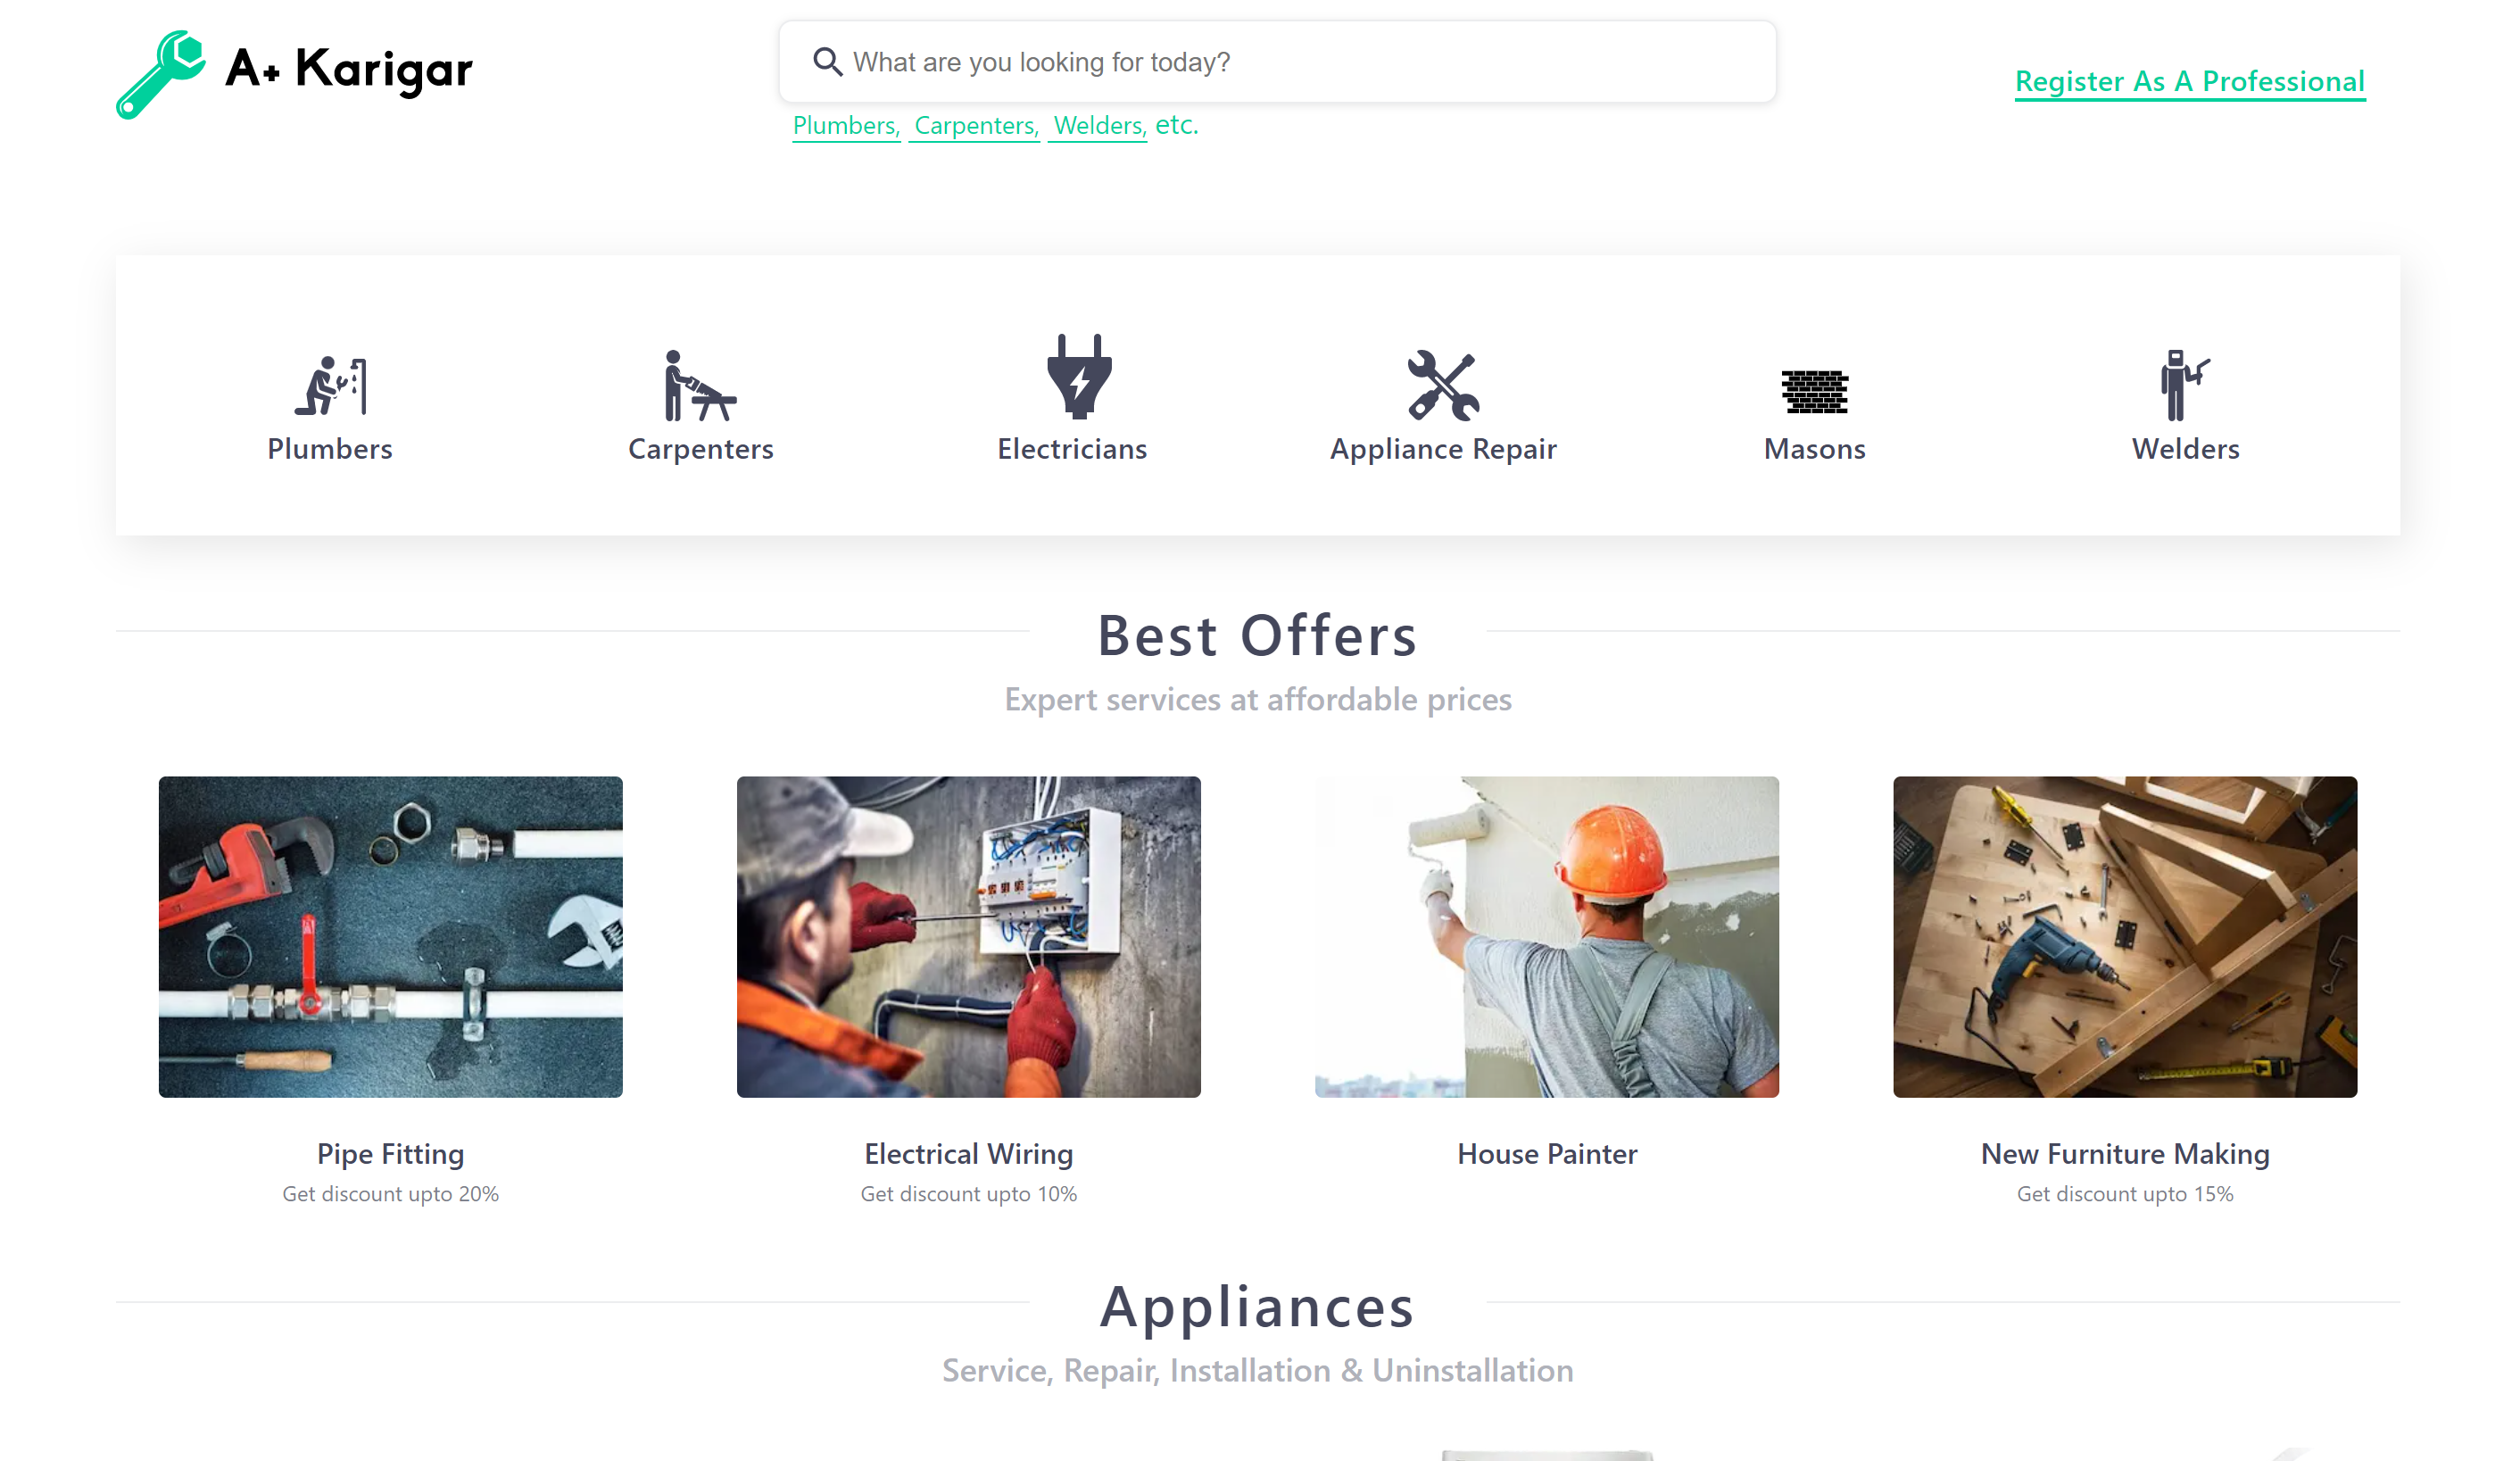 A+ Karigar
What are you looking for today?
Plumbers, Carpenters, Welders, etc.
Register As A Professional
Plumbers
Carpenters
Electricians
Appliance Repair
Masons
Welders
Best Offers
Expert services at affordable prices
Pipe Fitting
Get discount upto 20%
Electrical Wiring
Get discount upto 10%
House Painter
New Furniture Making
Get discount upto 15%
Appliances
Service, Repair, Installation & Uninstallation